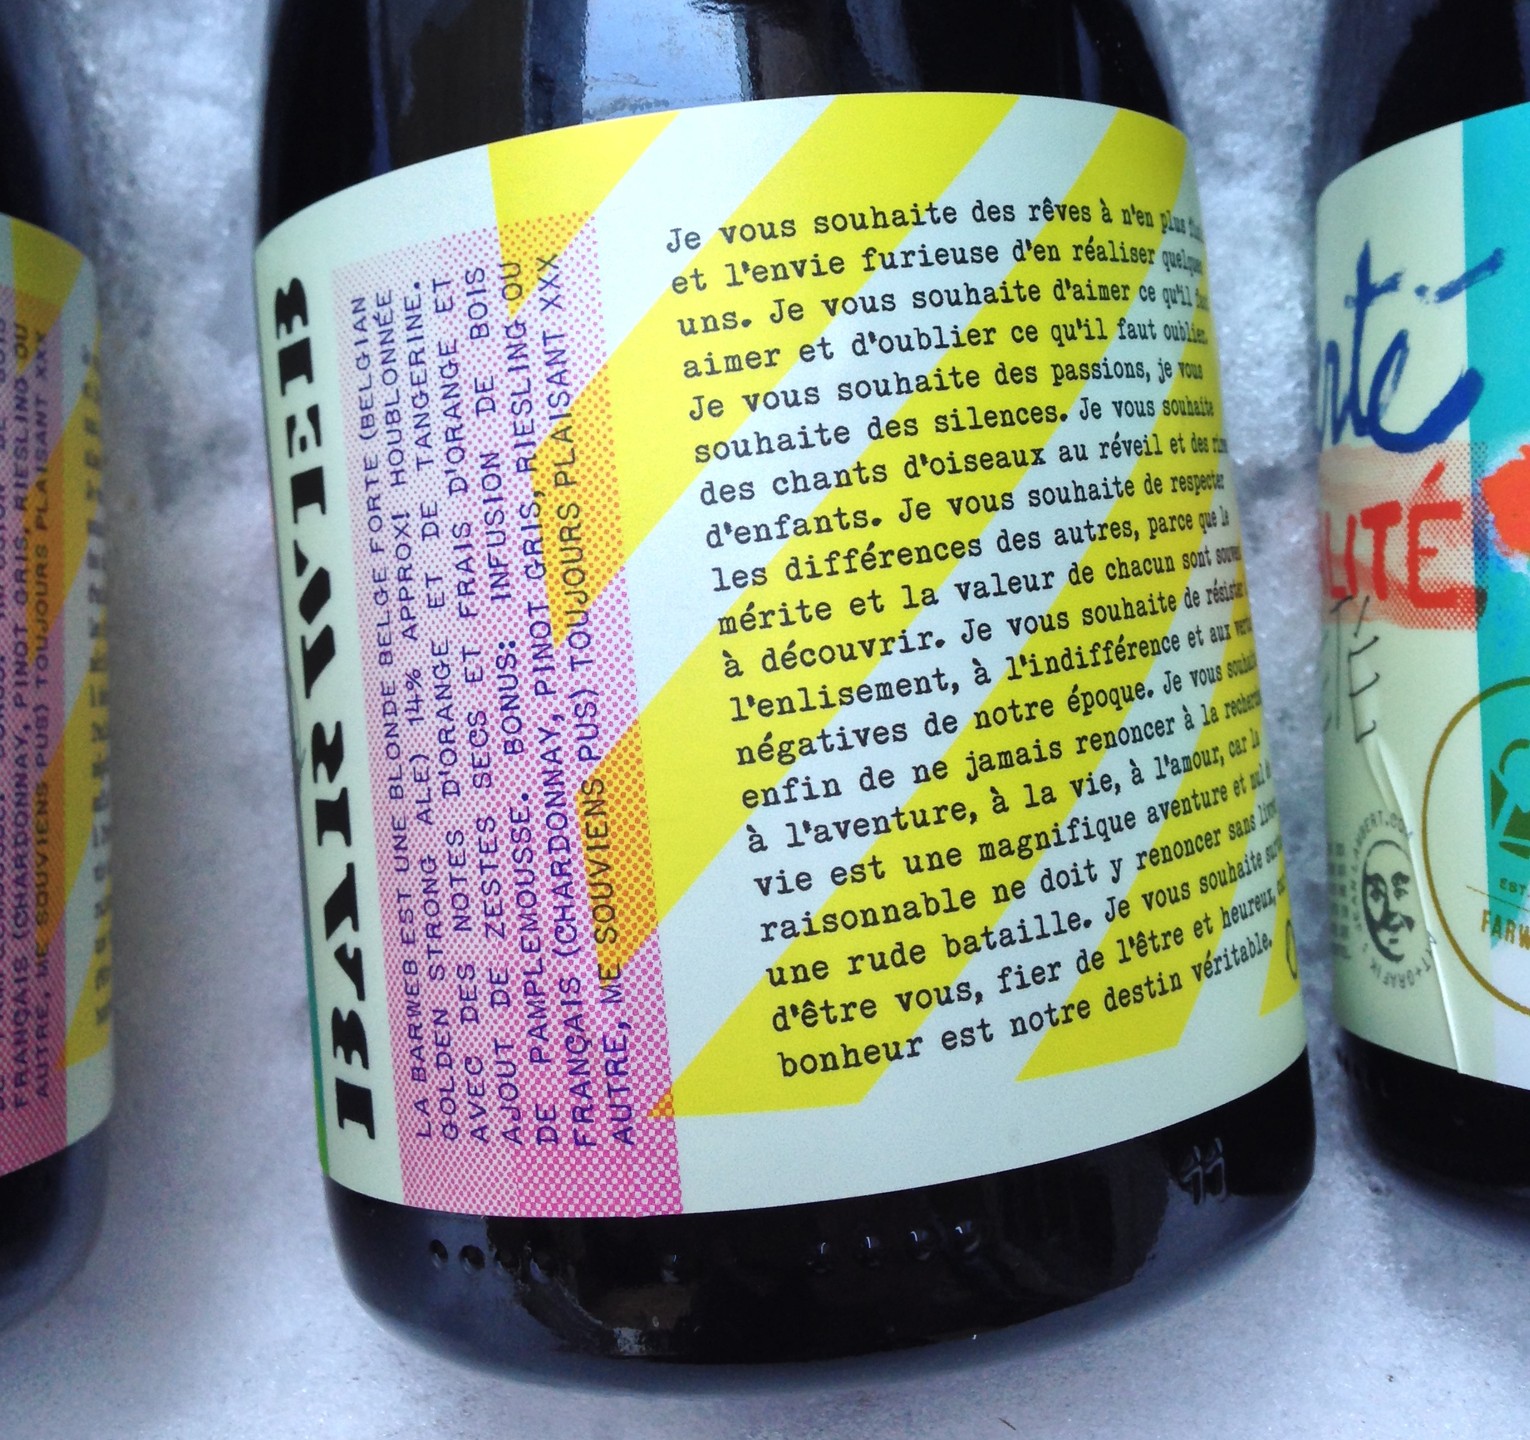 BARWEB
LA BARWEB EST UNE BLONDE BELGE FORTE (BELGIAN
GOLDEN STRONG ALE) 14% APPROX! HOUBLONNÉE
AVEC DES NOTES D'ORANGE ET DE TANGERINE.
AJOUT DE ZESTES SECS ET FRAIS D'ORANGE ET
DE PAMPLEMOUSSE. BONUS: INFUSION DE BOIS
FRANÇAIS (CHARDONNAY, PINOT GRIS, RIESLING OU
AUTRE, ME SOUVIENS PUS) TOUJOURS PLAISANT XXX
Je vous souhaite des rêves à n'en plus
et l'envie furieuse d'en réaliser
uns. Je vous souhaite d'aimer ce qu'il
aimer et d'oublier ce qu'il faut oublier.
Je vous souhaite des passions, je vous
souhaite des silences. Je vous souhaite
des chants d'oiseaux au réveil et des
d'enfants. Je vous souhaite de respecter
les différences des autres, parce que le
mérite et la valeur de chacun sont
à découvrir. Je vous souhaite de résister
l'enlisement, à l'indifférence et aux
négatives de notre époque. Je vous
enfin de ne jamais renoncer à la
à l'aventure, à la vie, à l'amour, car la
vie est une magnifique aventure et nul
raisonnable ne doit y renoncer sans
une rude bataille. Je vous souhaite
d'être vous, fier de l'être et heureux,
bonheur est notre destin véritable.
FRANÇAIS (CHARDONNAY, PINOT GRIS, RIESLING OU
AUTRE, ME SOUVIENS PUS) TOUJOURS PLAISANT XXX
EST